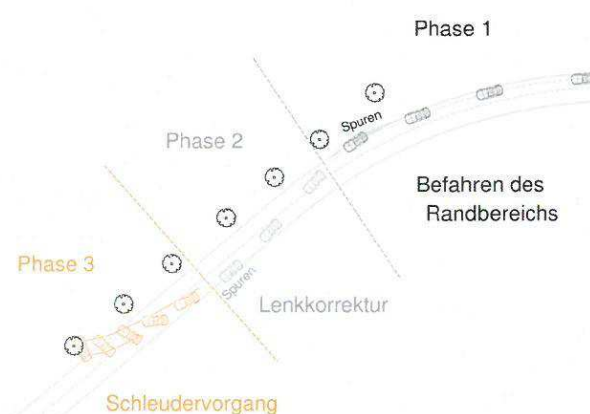 Phase 1
Spuren
Phase 2
Befahren des
Randbereichs
Phase 3
Spuren
Lenkkorrektur
Schleudervorgang